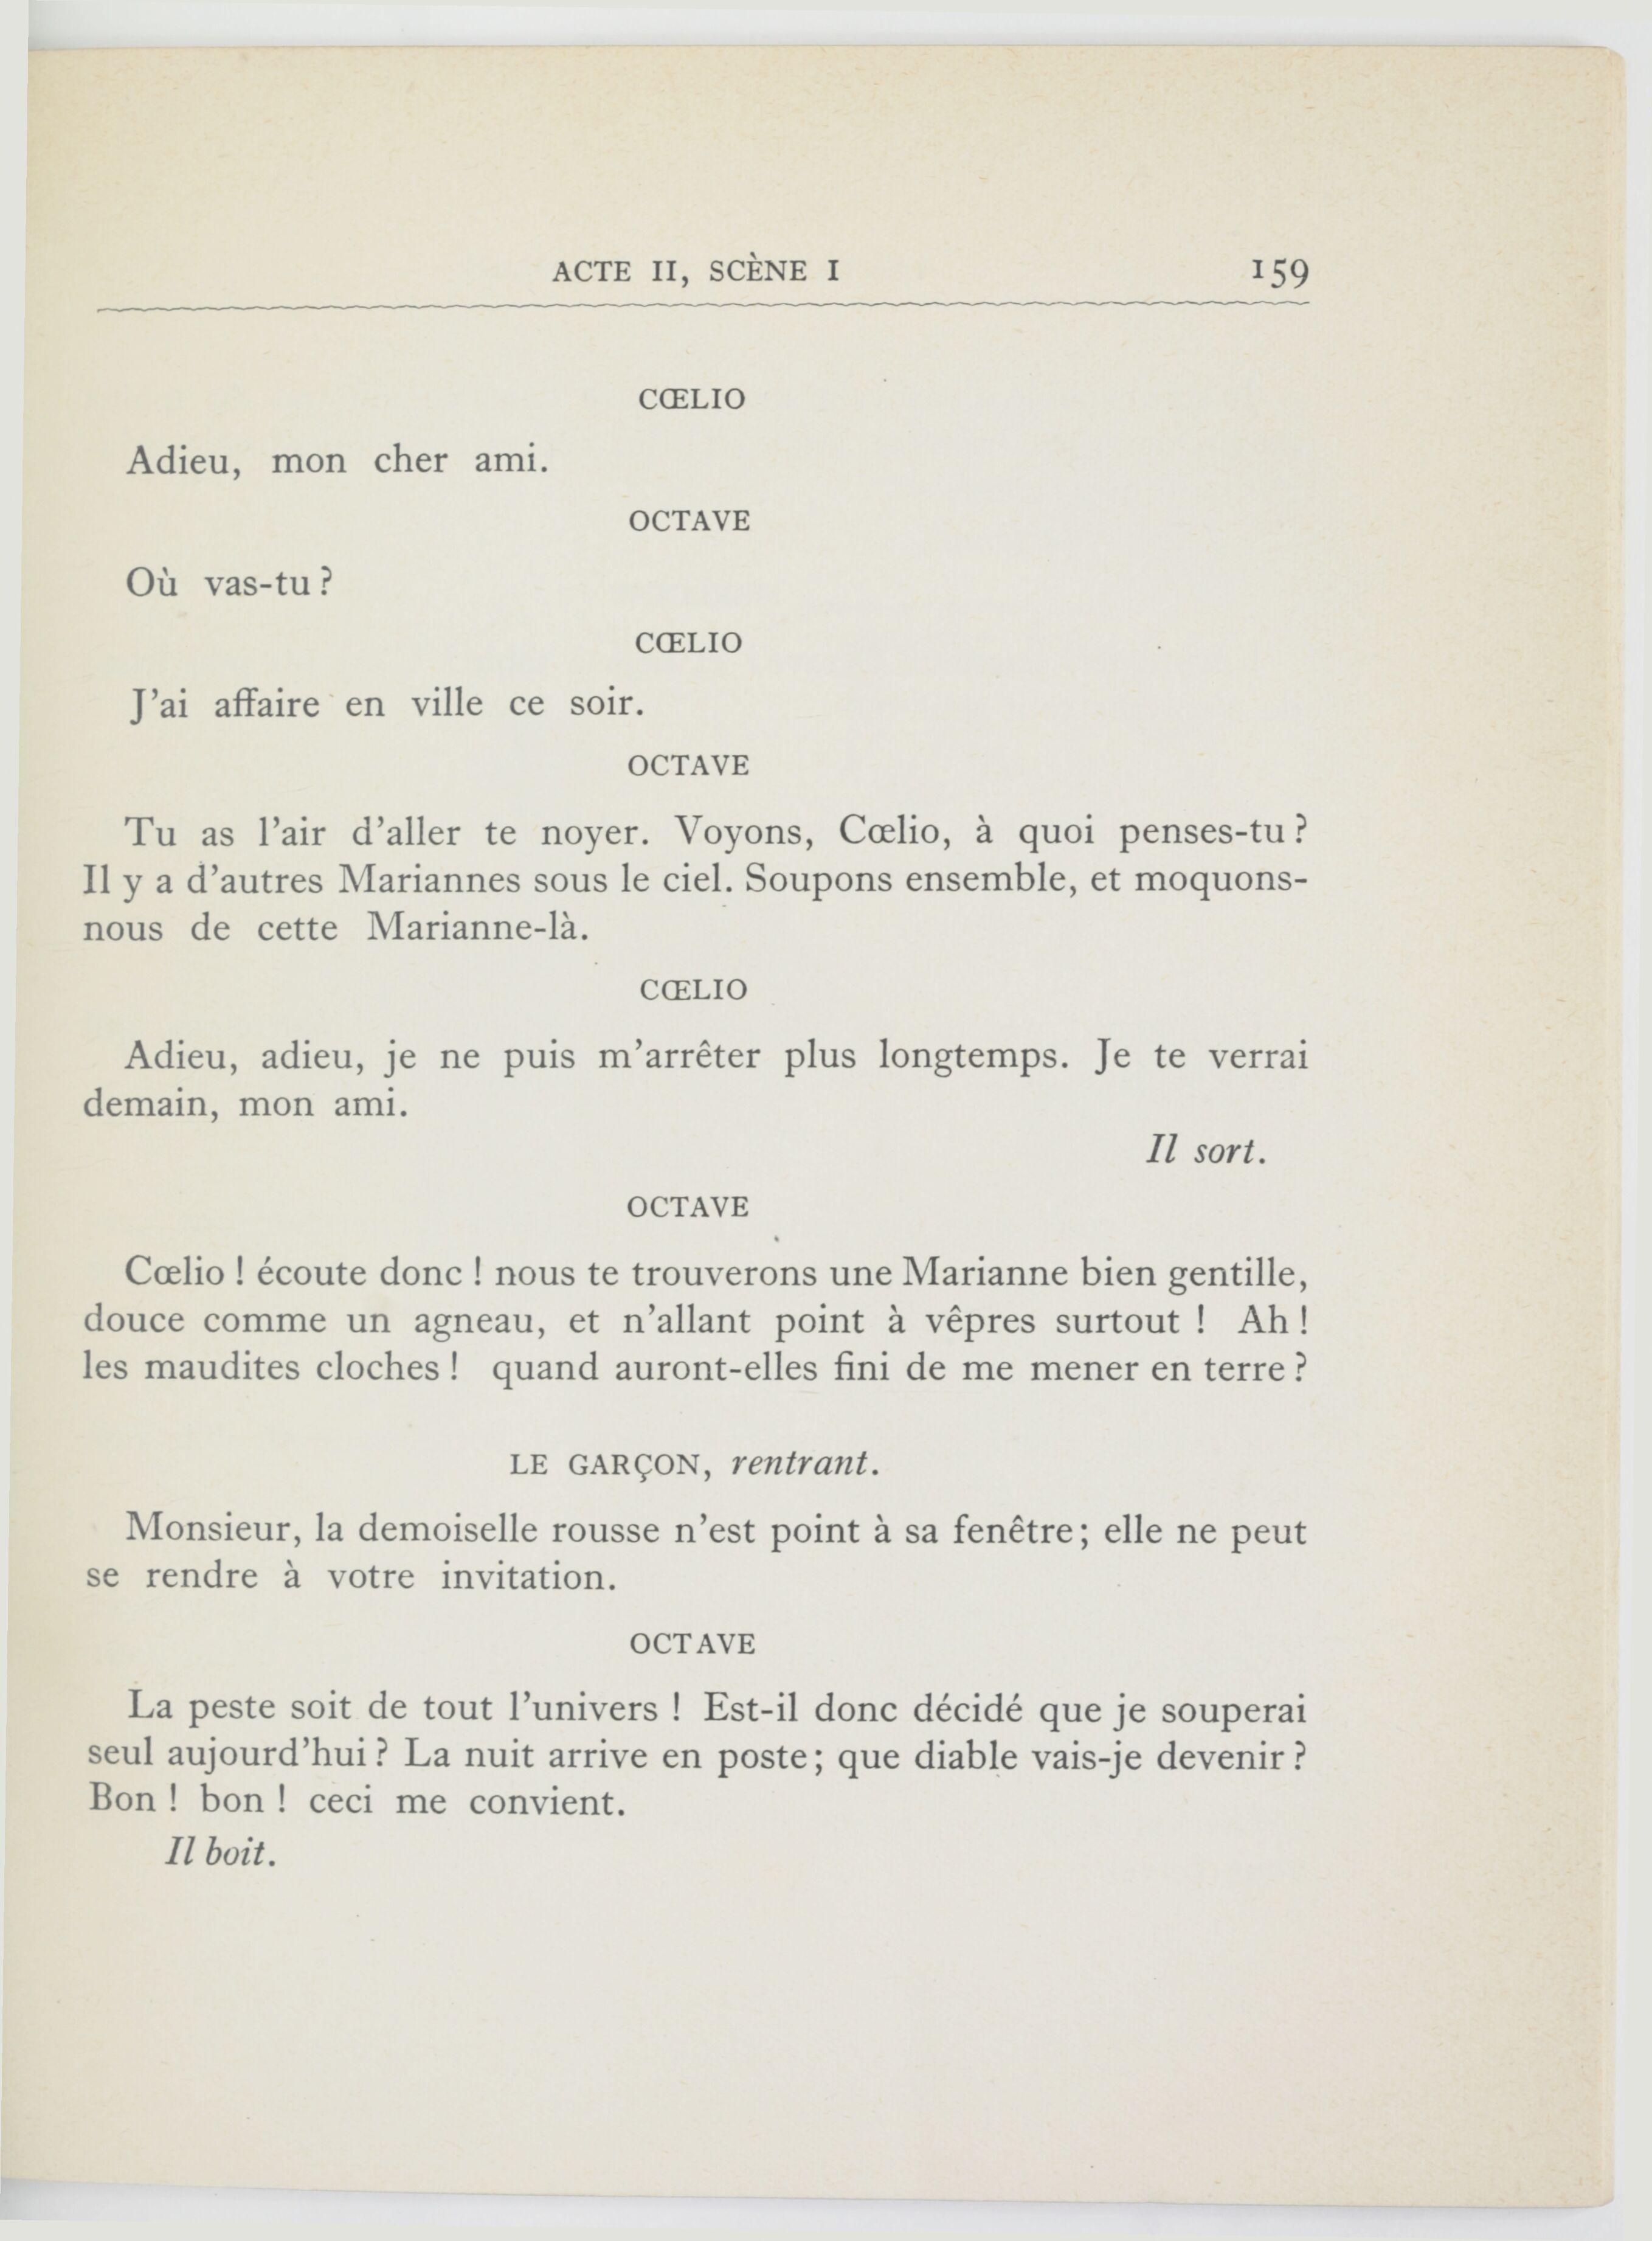 ACTE II, SCÈNE I 159
CŒLIO
Adieu, mon cher ami.
OCTAVE
Où vas-tu ?
CŒLIO
J'ai affaire en ville ce soir.
OCTAVE
Tu as l'air d'aller te noyer. Voyons, Cœlio, à quoi penses-tu ?
Il y a d'autres Mariannes sous le ciel. Soupons ensemble, et moquons-
nous de cette Marianne-là.
CŒLIO
Adieu, adieu, je ne puis m'arrêter plus longtemps. Je te verrai
demain, mon ami.
Il sort.
OCTAVE
Cœlio ! écoute donc ! nous te trouverons une Marianne bien gentille,
douce comme un agneau, et n'allant point à vêpres surtout ! Ah !
les maudites cloches ! quand auront-elles fini de me mener en terre ?
LE GARÇON, rentrant.
Monsieur, la demoiselle rousse n'est point à sa fenêtre; elle ne peut
se rendre à votre invitation.
OCTAVE
La peste soit de tout l'univers ! Est-il donc décidé que je souperai
seul aujourd'hui ? La nuit arrive en poste; que diable vais-je devenir ?
Bon ! bon ! ceci me convient.
Il boit.